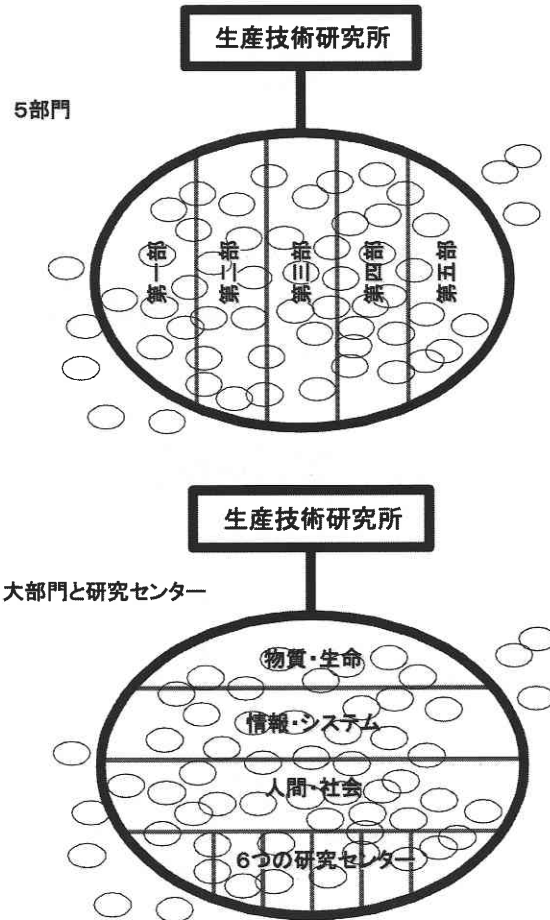 生産技術研究所
5部門
第一部
第二部
第三部
第四部
第五部
生産技術研究所
大部門と研究センター
物質・生命
情報・システム
人間・社会
6つの研究センター